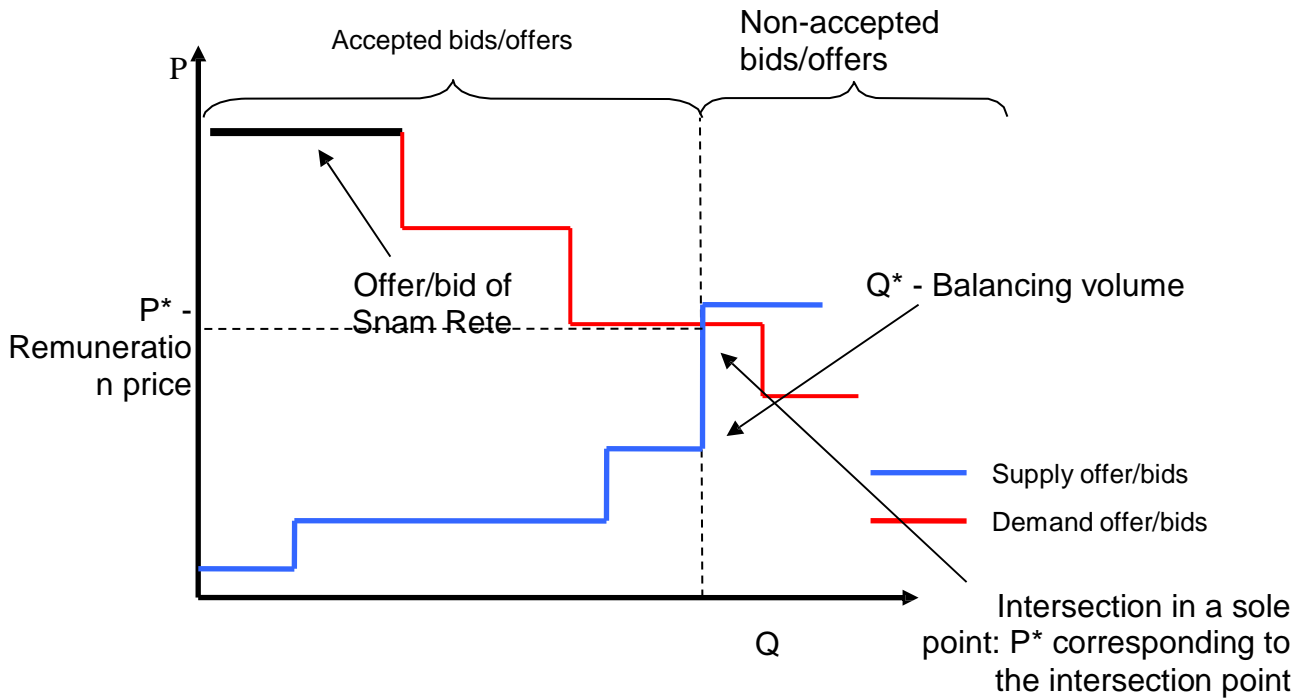 Accepted bids/offers
Non-accepted
bids/offers
P
Offer/bid of
Snam Rete
Q* - Balancing volume
P* -
Remuneratio
n price
Supply offer/bids
Demand offer/bids
Q
Intersection in a sole
point: P* corresponding to
the intersection point